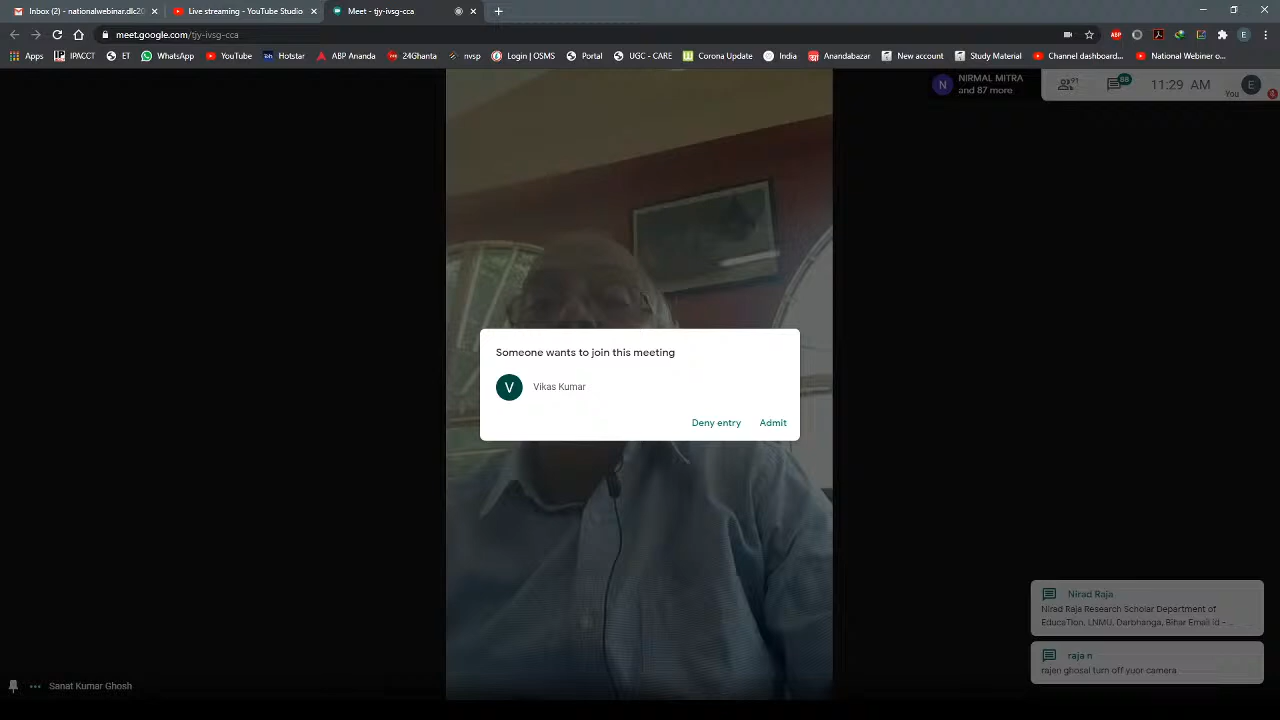 Inbox (2) - nationalwebinar.dlc20
Live streaming - YouTube Studio
Meet - tjy-ivsg-cca
meet.google.com/tjy-ivsg-cca
ABP
E
Apps
IPACCT
ET
WhatsApp
YouTube
Hotstar
ABP Ananda
24Ghanta
nvsp
Login | OSMS
Portal
UGC - CARE
Corona Update
India
Anandabazar
New account
Study Material
Channel dashboard...
National Webiner o...
N
NIRMAL MITRA
and 87 more
91
88
11:29 AM
You
E
Someone wants to join this meeting
V
Vikas Kumar
Deny entry
Admit
Nirad Raja
Nirad Raja Research Scholar Department of
EducaTion, LNMU, Darbhanga, Bihar Email id - ...
raja n
rajen ghosal turn off yuor camera
Sanat Kumar Ghosh